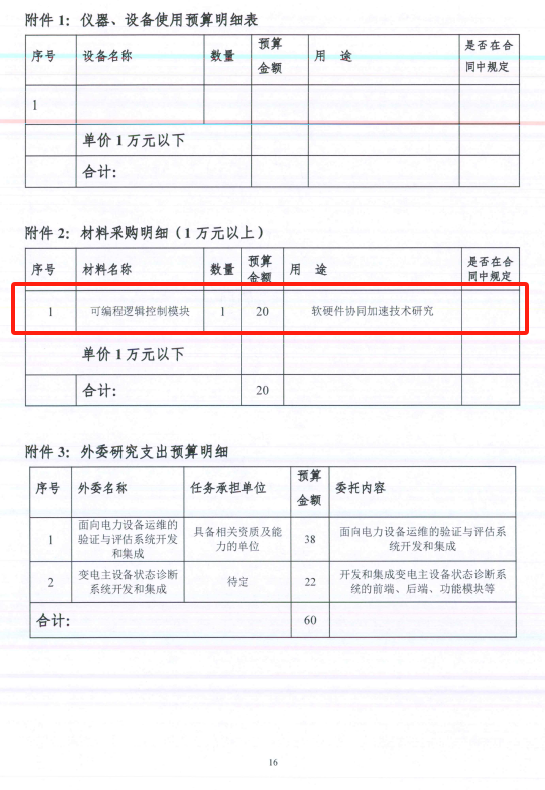 附件 1：仪器、设备使用预算明细表
序号 设备名称 数量 预算金额 用 途 是否在合同中规定
1
单价 1 万元以下
合计：
附件 2：材料采购明细（1 万元以上）
序号 材料名称 数量 预算金额 用 途 是否在合同中规定
1 可编程逻辑控制模块 1 20 软硬件协同加速技术研究
单价 1 万元以下
合计： 20
附件 3：外委研究支出预算明细
序号 外委名称 任务承担单位 预算金额 委托内容
1 面向电力设备运维的验证与评估系统开发和集成 具备相关资质及能力的单位 38 面向电力设备运维的验证与评估系统开发和集成
2 变电主设备状态诊断系统开发和集成 待定 22 开发和集成变电主设备状态诊断系统的前端、后端、功能模块等
合计： 60
16